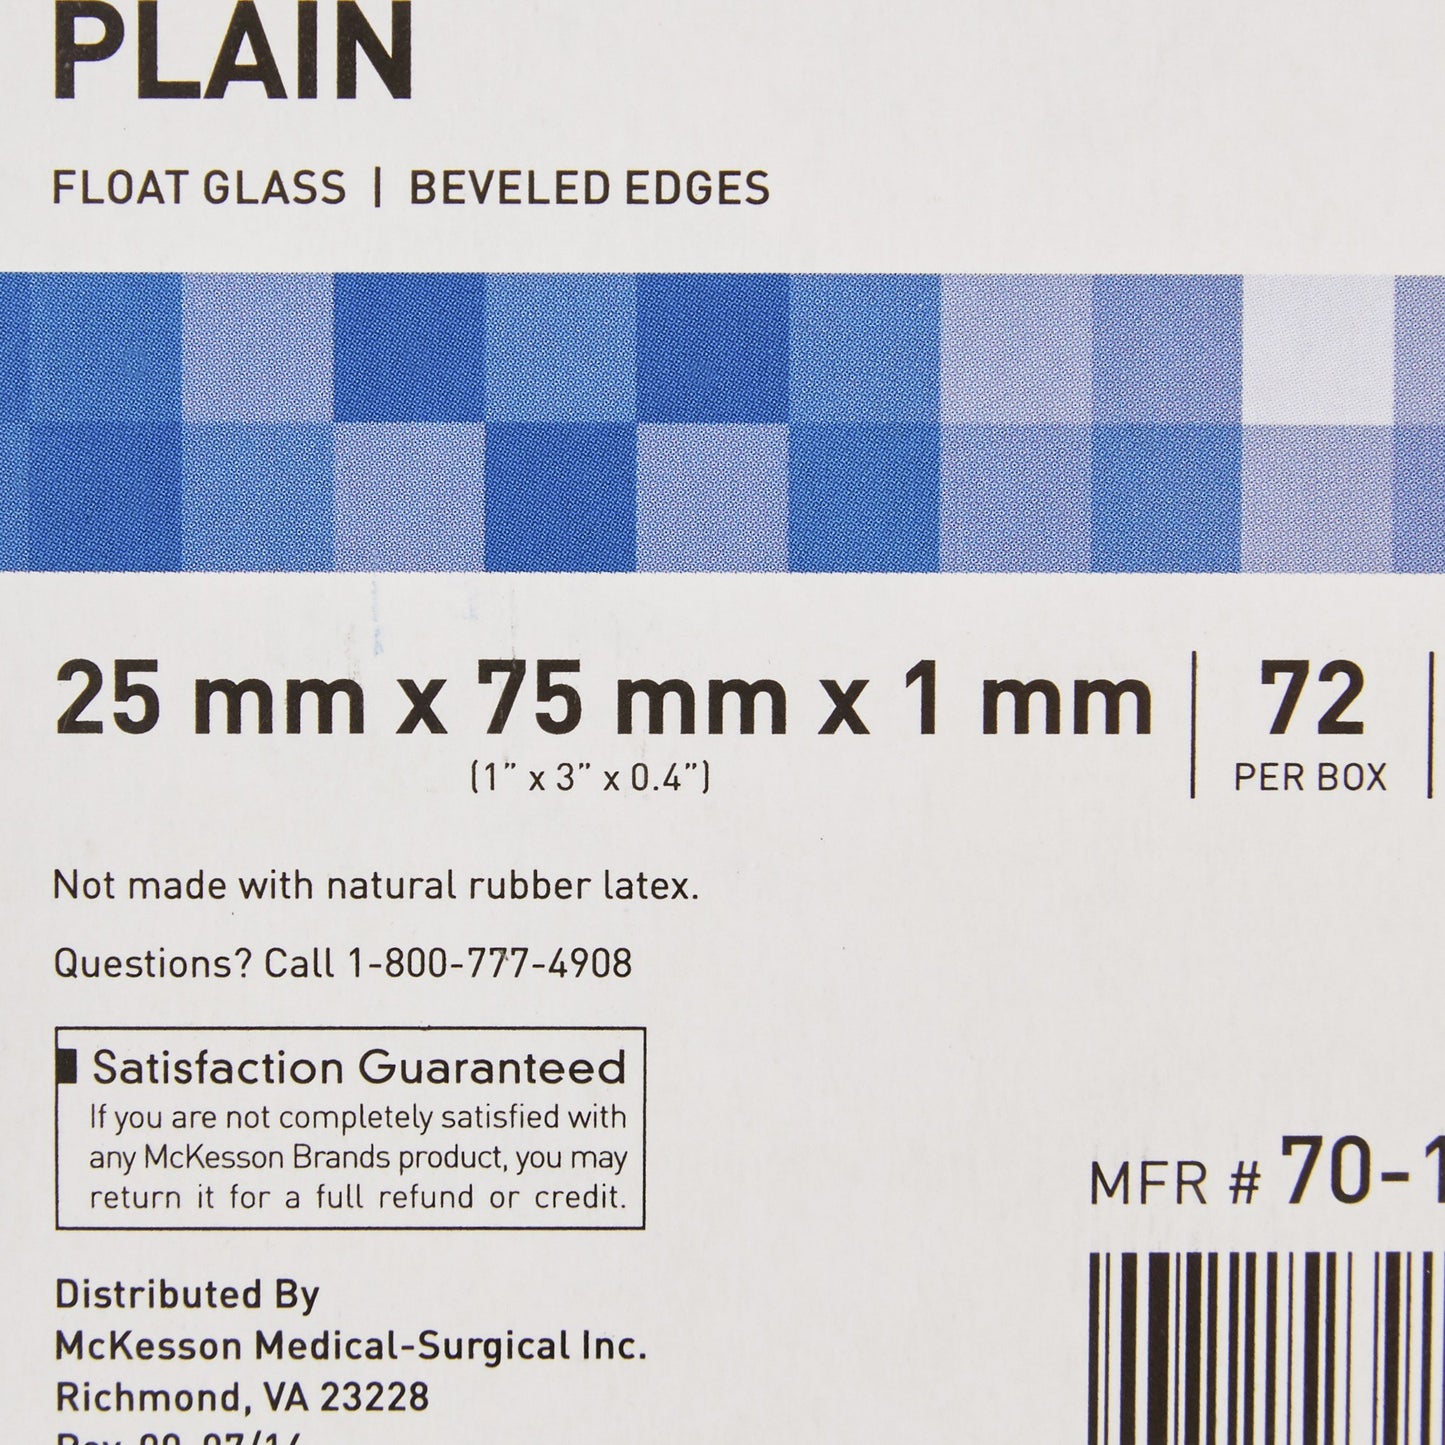 PLAIN
FLOAT GLASS | BEVELED EDGES
25 mm x 75 mm x 1 mm | 72 |
(1” x 3” x 0.4”) PER BOX
Not made with natural rubber latex.
Questions? Call 1-800-777-4908
Satisfaction Guaranteed
If you are not completely satisfied with
any McKesson Brands product, you may
return it for a full refund or credit.
MFR # 70-1
Distributed By
McKesson Medical-Surgical Inc.
Richmond, VA 23228